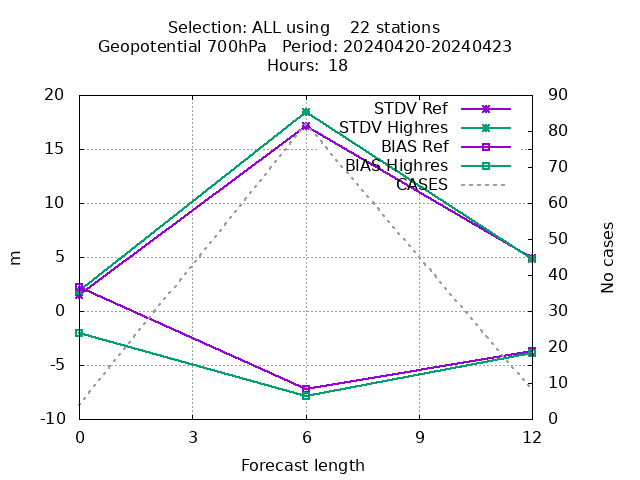 Selection: ALL using    22 stations
Geopotential 700hPa   Period: 20240420-20240423
Hours:  18
20
15
10
5
0
-5
-10
m
90
80
70
60
50
40
30
20
10
0
No cases
STDV Ref
STDV Highres
BIAS Ref
BIAS Highres
CASES
0 3 6 9 12
Forecast length